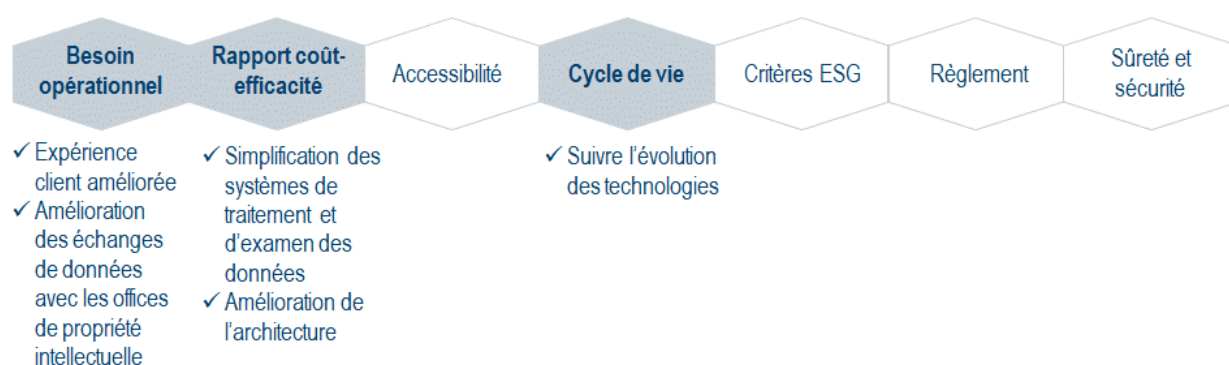 Besoin
opérationnel
Rapport coût-
efficacité
Accessibilité
Cycle de vie
Critères ESG
Règlement
Sûreté et
sécurité
✓ Expérience
client améliorée
✓ Amélioration
des échanges
de données
avec les offices
de propriété
intellectuelle
✓ Simplification des
systèmes de
traitement et
d’examen des
données
✓ Amélioration de
l’architecture
✓ Suivre l’évolution
des technologies